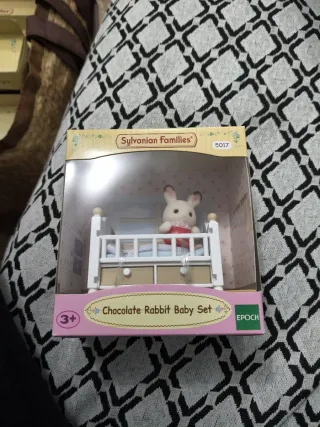 Sylvanian Families®
5017
3+
Chocolate Rabbit Baby Set
EPOCH